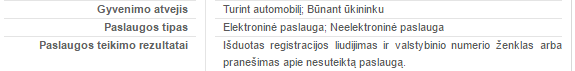 Gyvenimo atvejis Turint automobilį; Būnant ūkininku
Paslaugos tipas Elektroninė paslauga; Neelektroninė paslauga
Paslaugos teikimo rezultatai Išduotas registracijos liudijimas ir valstybinio numerio ženklas arba
pranešimas apie nesuteiktą paslaugą.